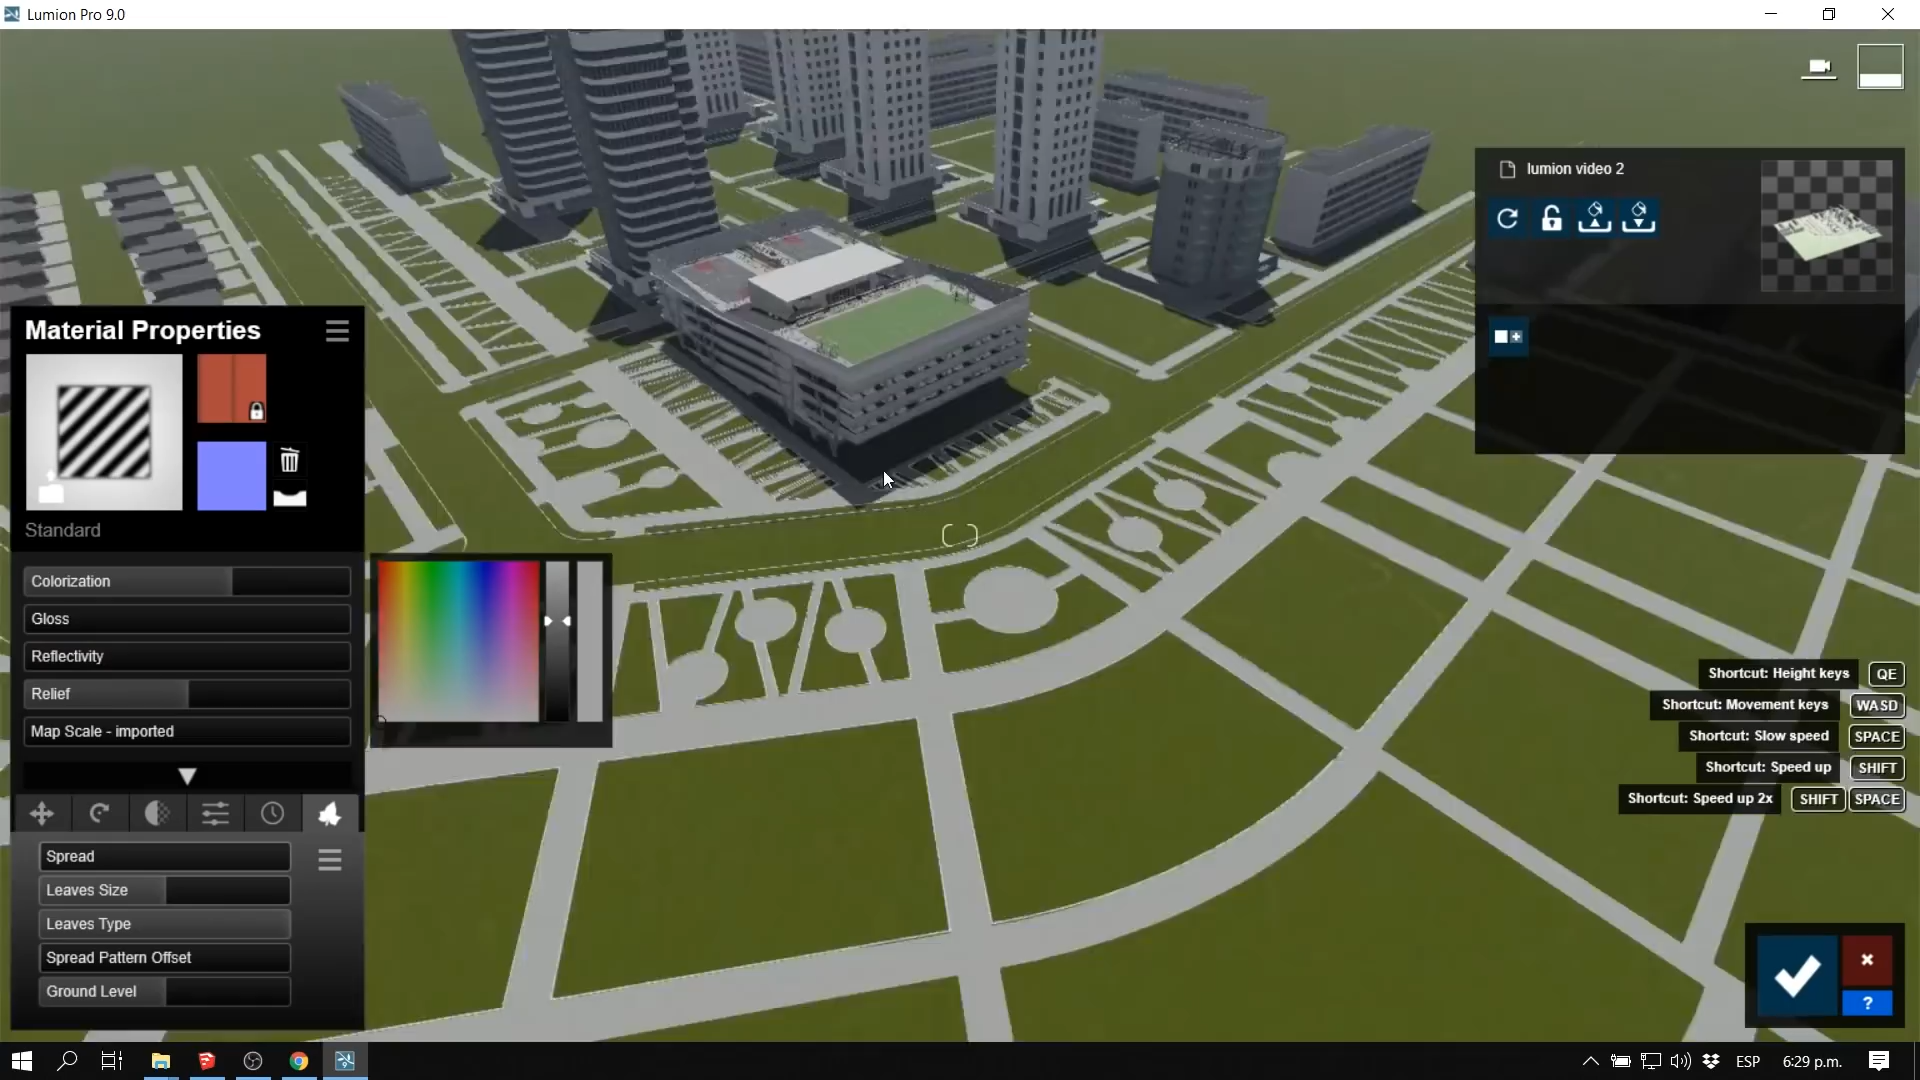 Lumion Pro 9.0
lumion video 2
Material Properties
Standard
Colorization
Gloss
Reflectivity
Relief
Map Scale - imported
Spread
Leaves Size
Leaves Type
Spread Pattern Offset
Ground Level
Shortcut: Height keys QE
Shortcut: Movement keys WASD
Shortcut: Slow speed SPACE
Shortcut: Speed up SHIFT
Shortcut: Speed up 2x SHIFT SPACE
?
ESP 6:29 p.m.